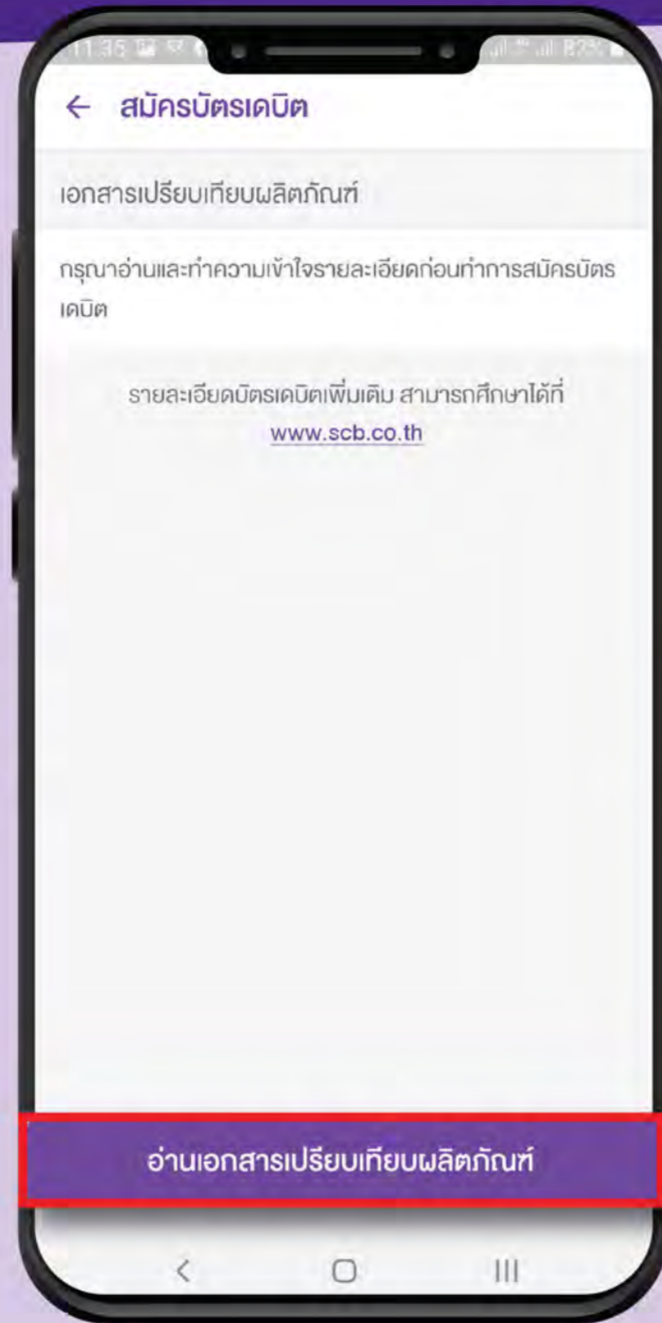 11:35
82%
← สมัครบัตรเดบิต
เอกสารเปรียบเทียบผลิตภัณฑ์
กรุณาอ่านและทำความเข้าใจรายละเอียดก่อนทำการสมัครบัตร
เดบิต
รายละเอียดบัตรเดบิตเพิ่มเติม สามารถศึกษาได้ที่
www.scb.co.th
อ่านเอกสารเปรียบเทียบผลิตภัณฑ์